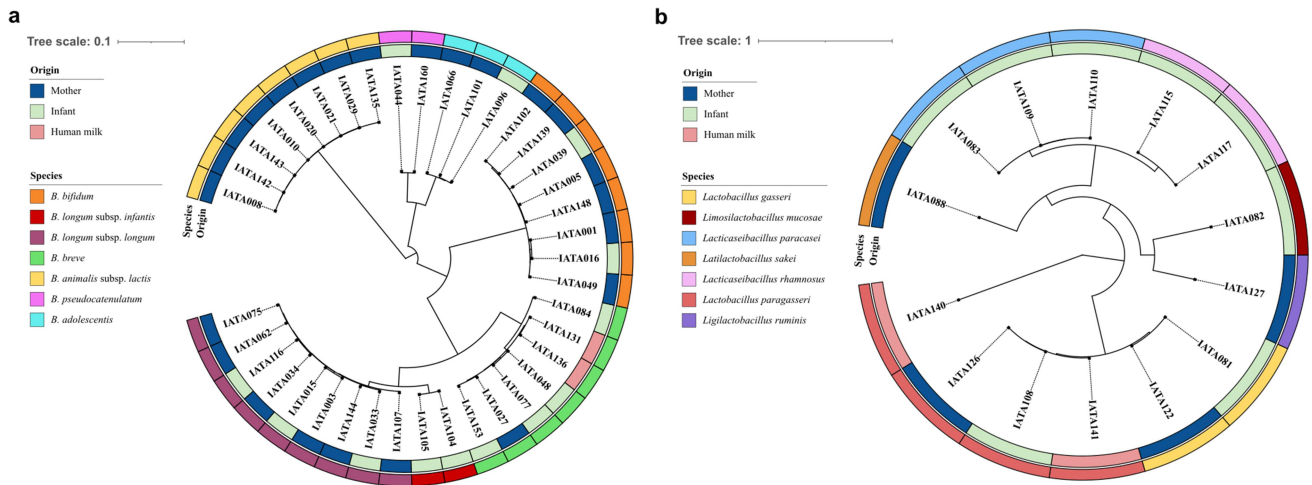 a
Tree scale: 0.1
Origin
Mother
Infant
Human milk
Species
B. bifidum
B. longum subsp. infantis
B. longum subsp. longum
B. breve
B. animalis subsp. lactis
B. pseudocatenulatum
B. adolescentis
Species
Origin
IATA008
IATA142
IATA143
IATA010
IATA020
IATA021
IATA029
IATA135
IATA044
IATA160
IATA066
IATA101
IATA096
IATA102
IATA139
IATA039
IATA005
IATA148
IATA001
IATA016
IATA049
IATA084
IATA131
IATA136
IATA048
IATA077
IATA027
IATA153
IATA104
IATA105
IATA107
IATA033
IATA144
IATA003
IATA015
IATA034
IATA116
IATA062
IATA075
b
Tree scale: 1
Origin
Mother
Infant
Human milk
Species
Lactobacillus gasseri
Limosilactobacillus mucosae
Lacticaseibacillus paracasei
Latilactobacillus sakei
Lacticaseibacillus rhamnosus
Lactobacillus paragasseri
Ligilactobacillus ruminis
Species
Origin
IATA088
IATA083
IATA109
IATA110
IATA115
IATA117
IATA082
IATA127
IATA081
IATA122
IATA141
IATA108
IATA126
IATA140